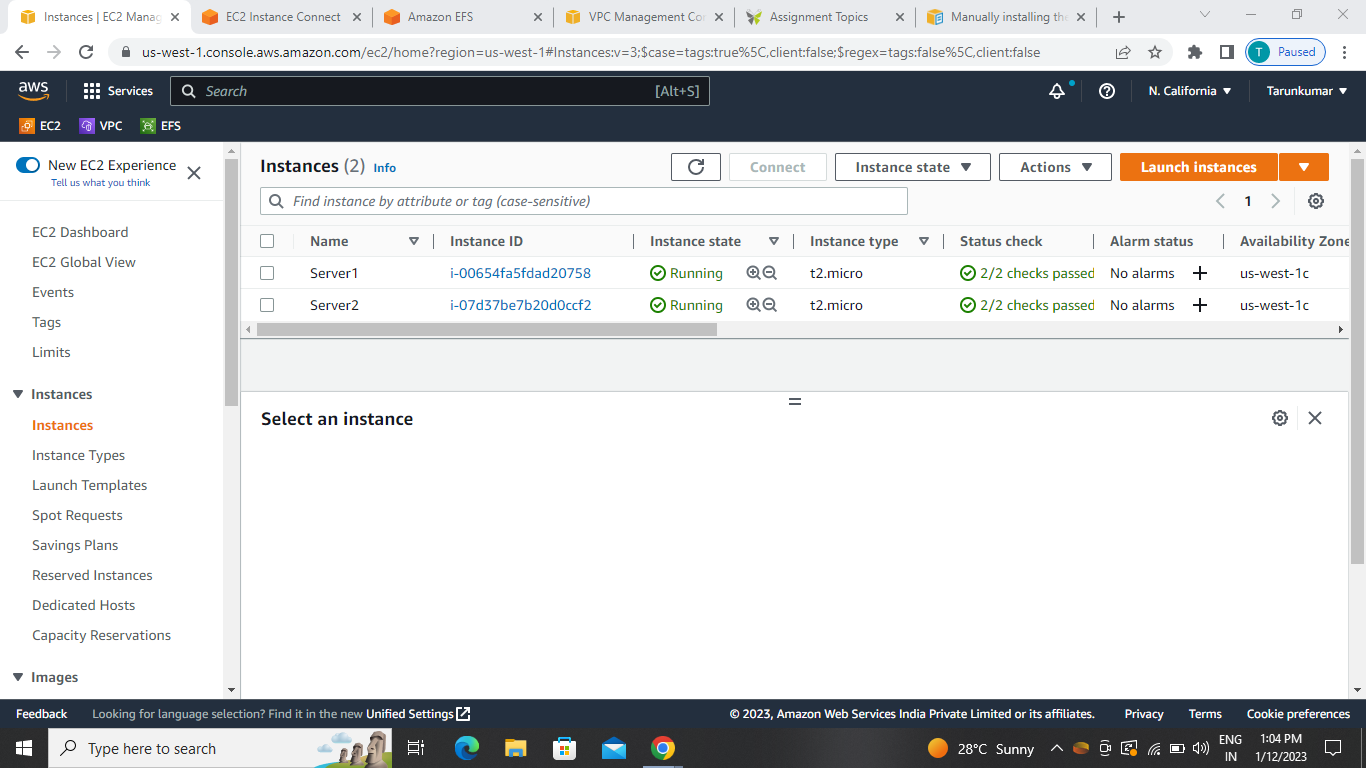 Instances | EC2 Manag
EC2 Instance Connect
Amazon EFS
VPC Management Con
Assignment Topics
Manually installing the
us-west-1.console.aws.amazon.com/ec2/home?region=us-west-1#Instances:v=3;$case=tags:true%5C,client:false;$regex=tags:false%5C,client:false
T Paused
aws Services Search [Alt+S] N. California Tarunkumar
EC2 VPC EFS
New EC2 Experience
Tell us what you think
EC2 Dashboard
EC2 Global View
Events
Tags
Limits
Instances
Instances
Instance Types
Launch Templates
Spot Requests
Savings Plans
Reserved Instances
Dedicated Hosts
Capacity Reservations
Images
Instances (2) Info
Connect Instance state Actions Launch instances
Find instance by attribute or tag (case-sensitive)
1
Name Instance ID Instance state Instance type Status check Alarm status Availability Zone
Server1 i-00654fa5fdad20758 Running t2.micro 2/2 checks passed No alarms + us-west-1c
Server2 i-07d37be7b20d0ccf2 Running t2.micro 2/2 checks passed No alarms + us-west-1c
Select an instance
Feedback Looking for language selection? Find it in the new Unified Settings © 2023, Amazon Web Services India Private Limited or its affiliates. Privacy Terms Cookie preferences
Type here to search
28°C Sunny
ENG
IN
1:04 PM
1/12/2023